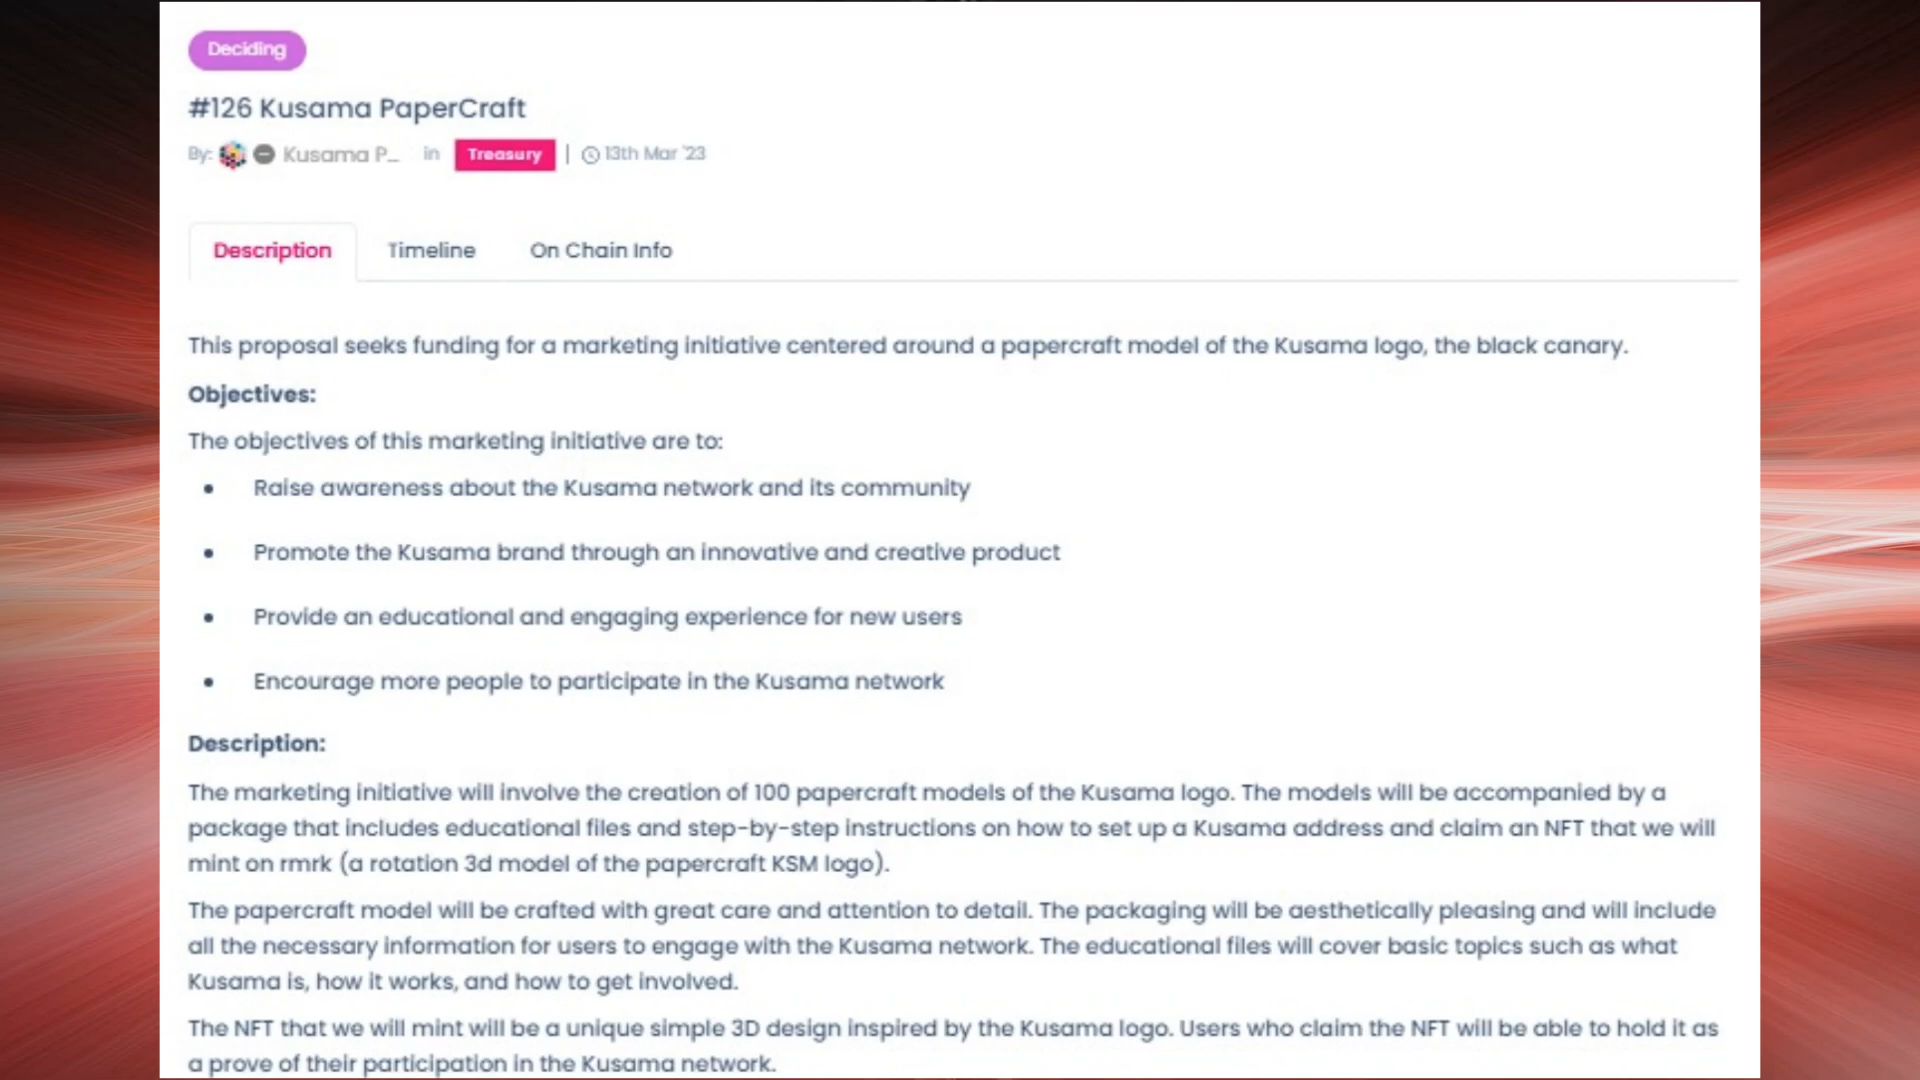 Deciding
#126 Kusama PaperCraft
By: Kusama P... in Treasury | 13th Mar '23
Description Timeline On Chain Info
This proposal seeks funding for a marketing initiative centered around a papercraft model of the Kusama logo, the black canary.
Objectives:
The objectives of this marketing initiative are to:
• Raise awareness about the Kusama network and its community
• Promote the Kusama brand through an innovative and creative product
• Provide an educational and engaging experience for new users
• Encourage more people to participate in the Kusama network
Description:
The marketing initiative will involve the creation of 100 papercraft models of the Kusama logo. The models will be accompanied by a
package that includes educational files and step-by-step instructions on how to set up a Kusama address and claim an NFT that we will
mint on rmrk (a rotation 3d model of the papercraft KSM logo).
The papercraft model will be crafted with great care and attention to detail. The packaging will be aesthetically pleasing and will include
all the necessary information for users to engage with the Kusama network. The educational files will cover basic topics such as what
Kusama is, how it works, and how to get involved.
The NFT that we will mint will be a unique simple 3D design inspired by the Kusama logo. Users who claim the NFT will be able to hold it as
a prove of their participation in the Kusama network.